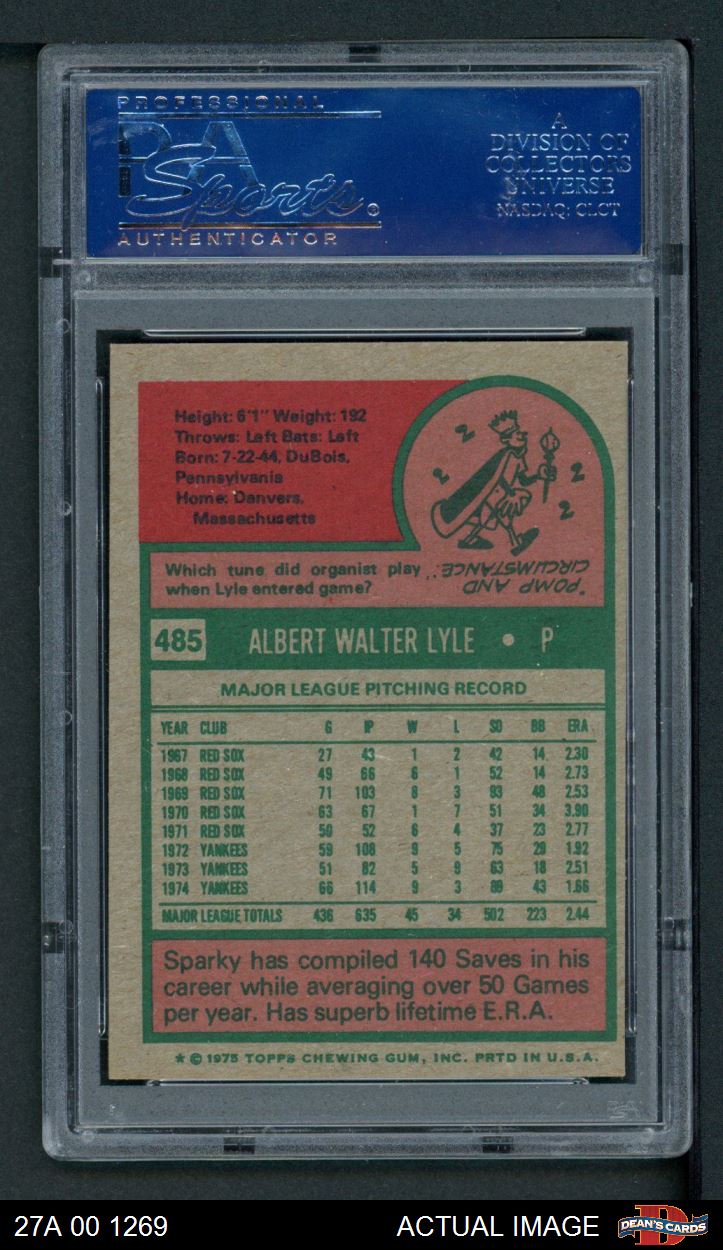 PROFESSIONAL
PSA
Sports®
AUTHENTICATOR
A
DIVISION OF
COLLECTORS
UNIVERSE
NASDAQ: CLCT
Height: 6'1" Weight: 192
Throws: Left Bats: Left
Born: 7-22-44, DuBois,
Pennsylvania
Home: Danvers,
Massachusetts
2 2 2 2
Which tune did organist play
when Lyle entered game?
"POMP AND
CIRCUMSTANCE."
485 ALBERT WALTER LYLE • P
MAJOR LEAGUE PITCHING RECORD
YEAR CLUB G IP W L SO BB ERA
1967 RED SOX 27 43 1 2 42 14 2.30
1968 RED SOX 49 66 6 1 52 14 2.73
1969 RED SOX 71 103 8 3 93 48 2.53
1970 RED SOX 63 67 1 7 51 34 3.90
1971 RED SOX 50 52 6 4 37 23 2.77
1972 YANKEES 59 108 9 5 75 29 1.92
1973 YANKEES 51 82 5 9 63 18 2.51
1974 YANKEES 66 114 9 3 89 43 1.66
MAJOR LEAGUE TOTALS 436 635 45 34 502 223 2.44
Sparky has compiled 140 Saves in his
career while averaging over 50 Games
per year. Has superb lifetime E.R.A.
* © 1975 TOPPS CHEWING GUM, INC. PRTD IN U.S.A.
PSA
27A 00 1269 ACTUAL IMAGE DEAN'S CARDS